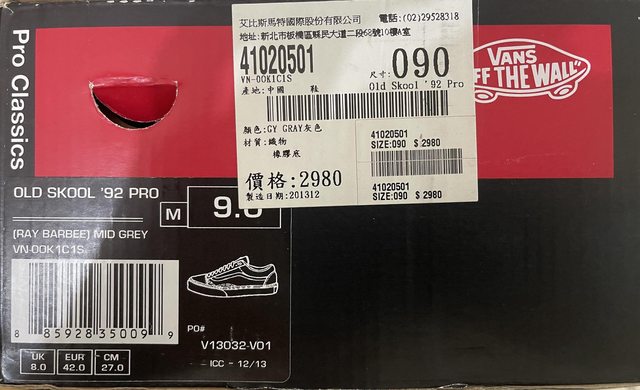 Pro Classics
艾比斯馬特國際股份有限公司 電話:(02)29528318
地址:新北市板橋區縣民大道二段68號10樓A室
41020501
VN-00K1C1S
尺寸: 090
產地:中國 鞋
Old Skool '92 Pro
顏色:GY GRAY灰色
材質:織物
橡膠底
價格:2980
製造日期:201312
41020501
SIZE:090 $ 2980
41020501
SIZE:090 $ 2980
VANS
FF THE WALL
OLD SKOOL '92 PRO
M
(RAY BARBEE) MID GREY
VN-00K1C1S
8 85928 35009 9
PO#
V13032-V01
ICC - 12/13
UK 8.0
EUR 42.0
CM 27.0